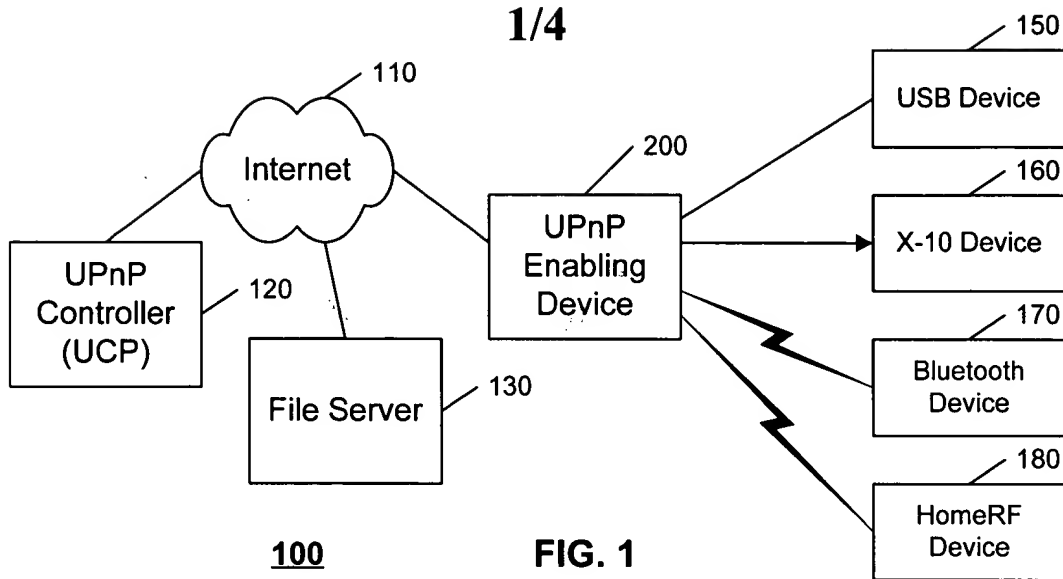 1/4
150
USB Device
110
Internet
200
UPnP
Enabling
Device
160
X-10 Device
UPnP
Controller
(UCP)
120
170
Bluetooth
Device
File Server
130
180
HomeRF
Device
100
FIG. 1